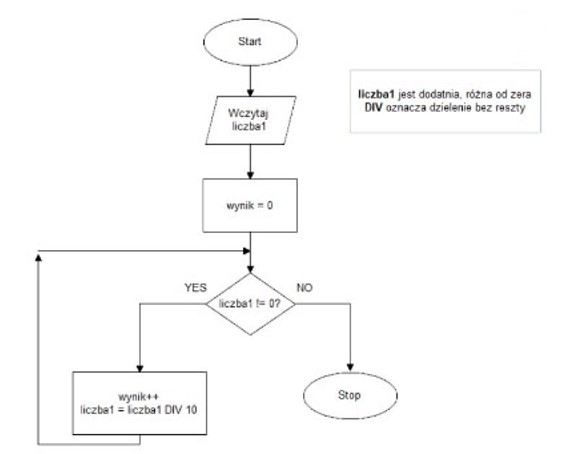 Start
liczba1 jest dodatnia, różna od zera
DIV oznacza dzielenie bez reszty
Wczytaj
liczba1
wynik = 0
YES
NO
liczba1 != 0?
wynik++
liczba1 = liczba1 DIV 10
Stop